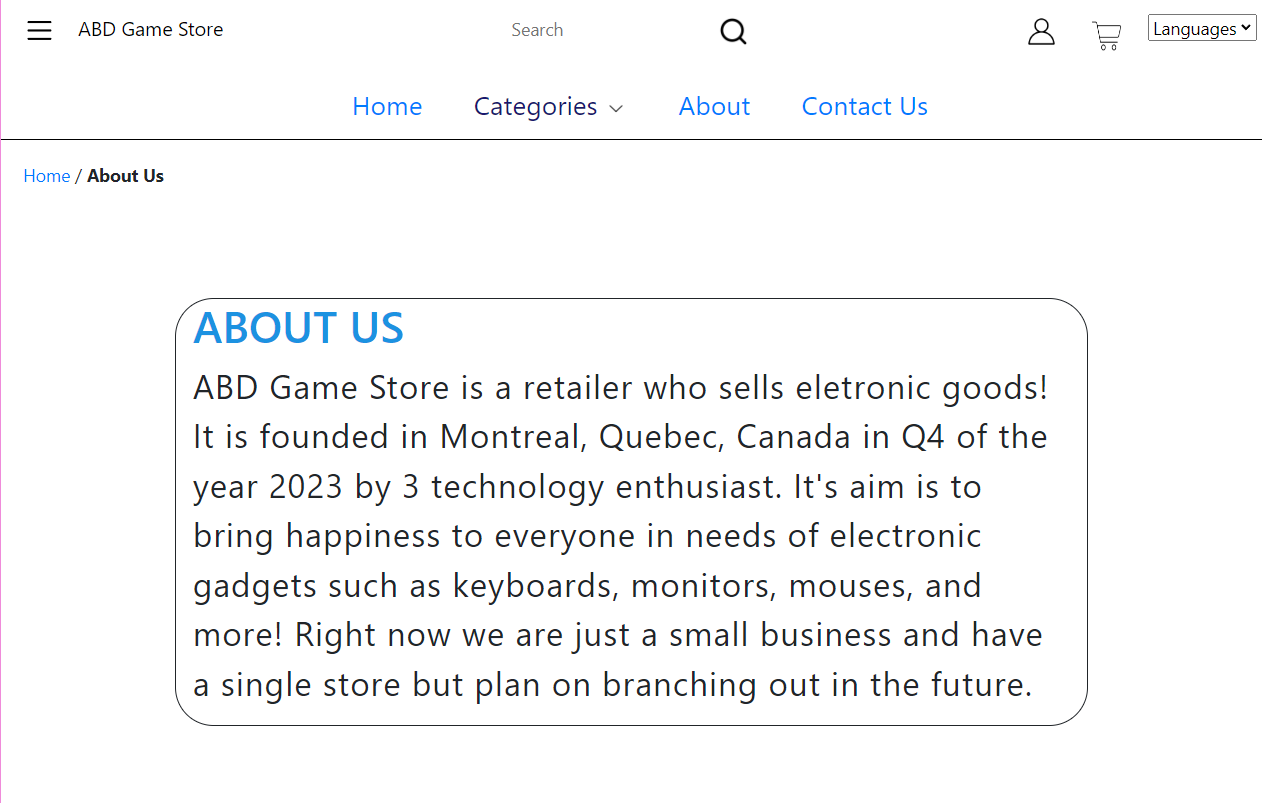 ABD Game Store Search Languages
Home Categories About Contact Us
Home / About Us
ABOUT US
ABD Game Store is a retailer who sells eletronic goods!
It is founded in Montreal, Quebec, Canada in Q4 of the
year 2023 by 3 technology enthusiast. It's aim is to
bring happiness to everyone in needs of electronic
gadgets such as keyboards, monitors, mouses, and
more! Right now we are just a small business and have
a single store but plan on branching out in the future.